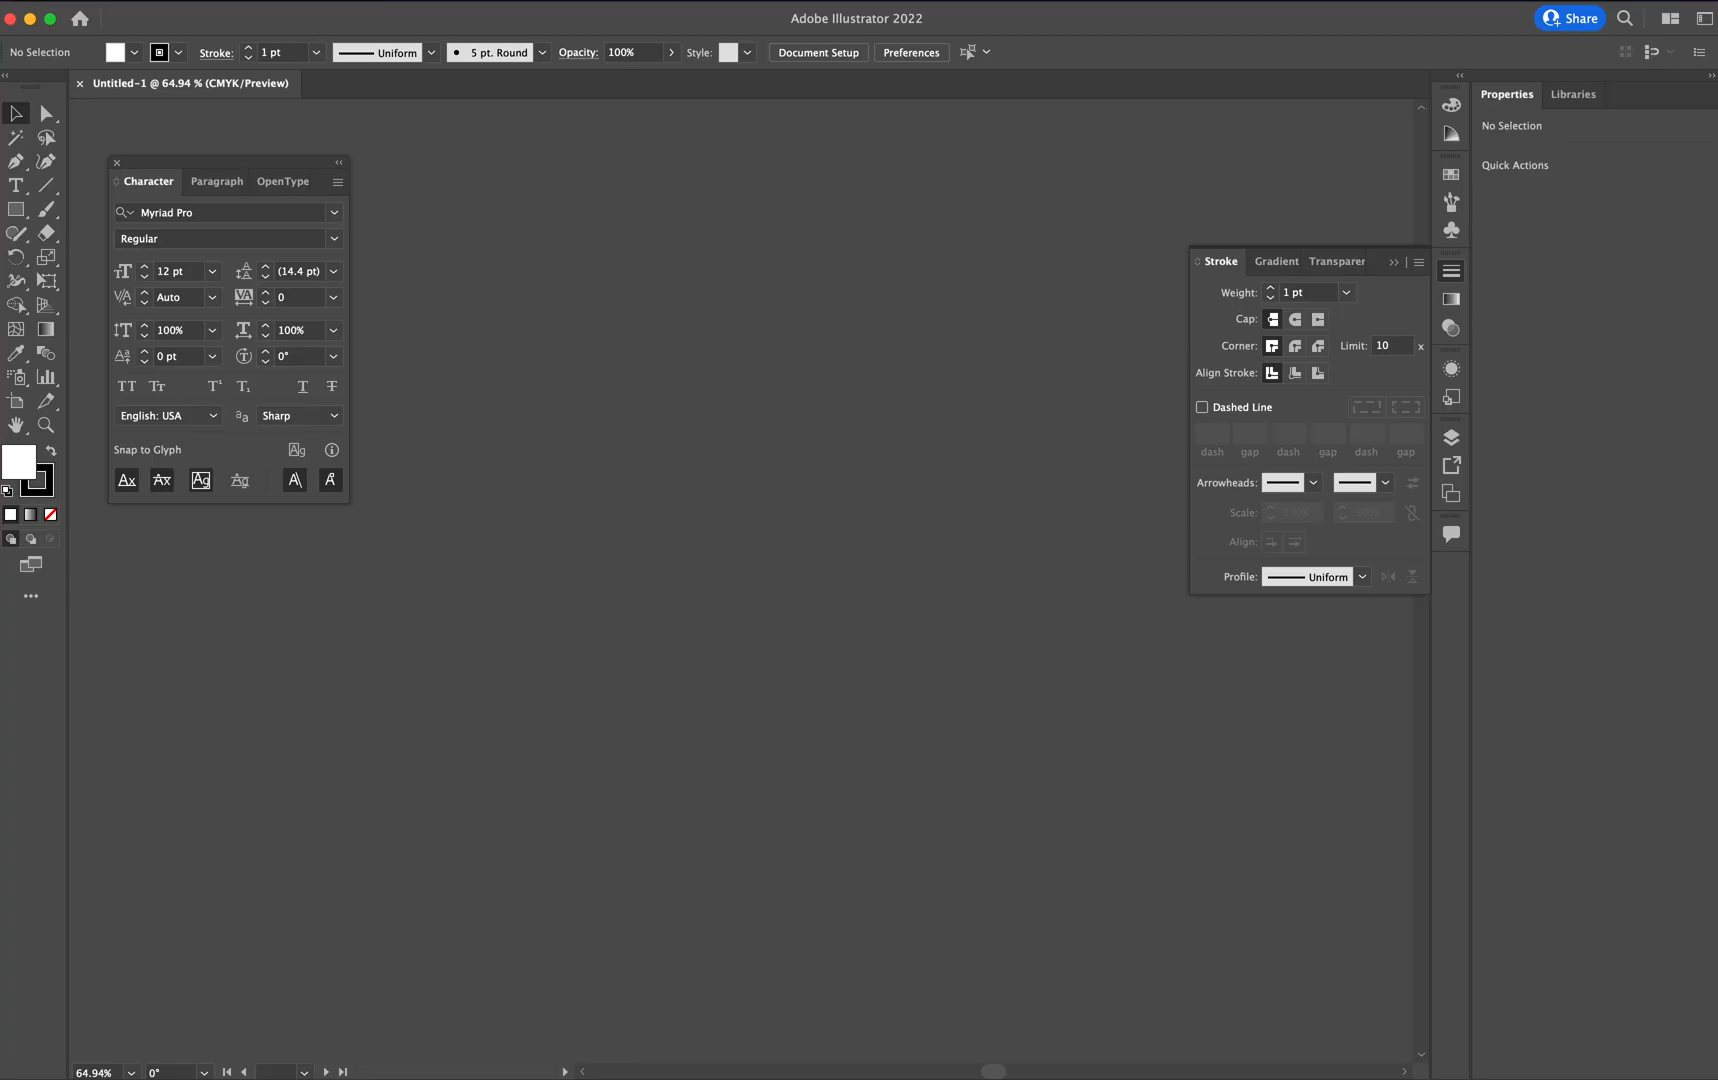 Adobe Illustrator 2022
Share
No Selection
Stroke:
1 pt
Uniform
5 pt. Round
Opacity:
100%
Style:
Document Setup
Preferences
Untitled-1 @ 64.94 % (CMYK/Preview)
Properties
Libraries
No Selection
Quick Actions
Character
Paragraph
OpenType
Myriad Pro
Regular
12 pt
(14.4 pt)
Auto
0
100%
100%
0 pt
0°
English: USA
Sharp
Snap to Glyph
Stroke
Gradient
Transparer
Weight:
1 pt
Cap:
Corner:
Limit:
10
x
Align Stroke:
Dashed Line
dash
gap
dash
gap
dash
gap
Arrowheads:
Scale:
100%
100%
Align:
Profile:
Uniform
64.94%
0°